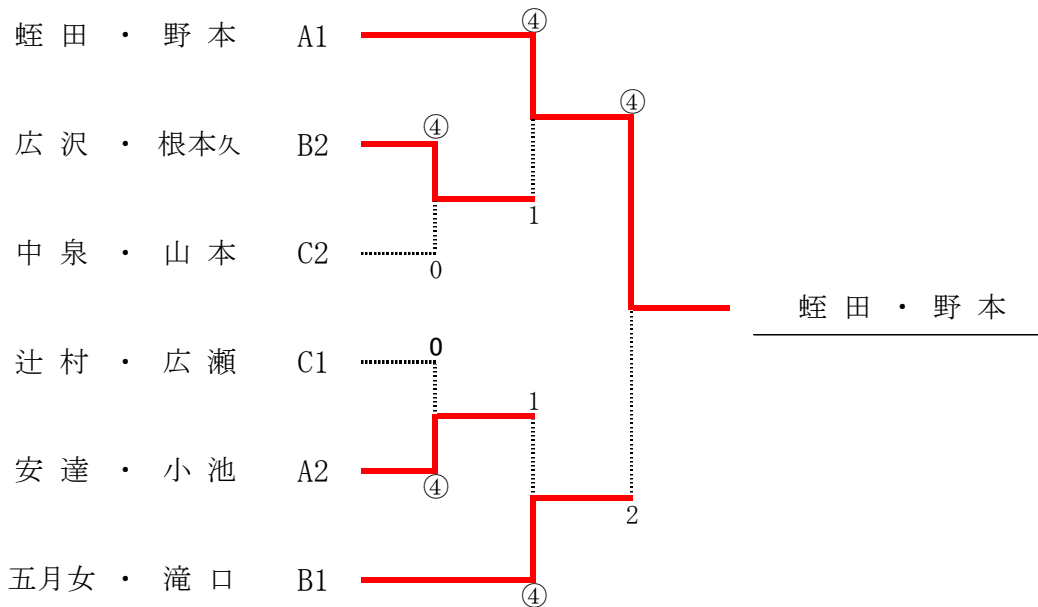 ④
蛭 田 ・ 野 本 A1
④
④
広 沢 ・ 根本久 B2
1
中 泉 ・ 山 本 C2
0
蛭 田 ・ 野 本
0
辻 村 ・ 広 瀬 C1
1
安 達 ・ 小 池 A2
④
2
五月女 ・ 滝 口 B1
④